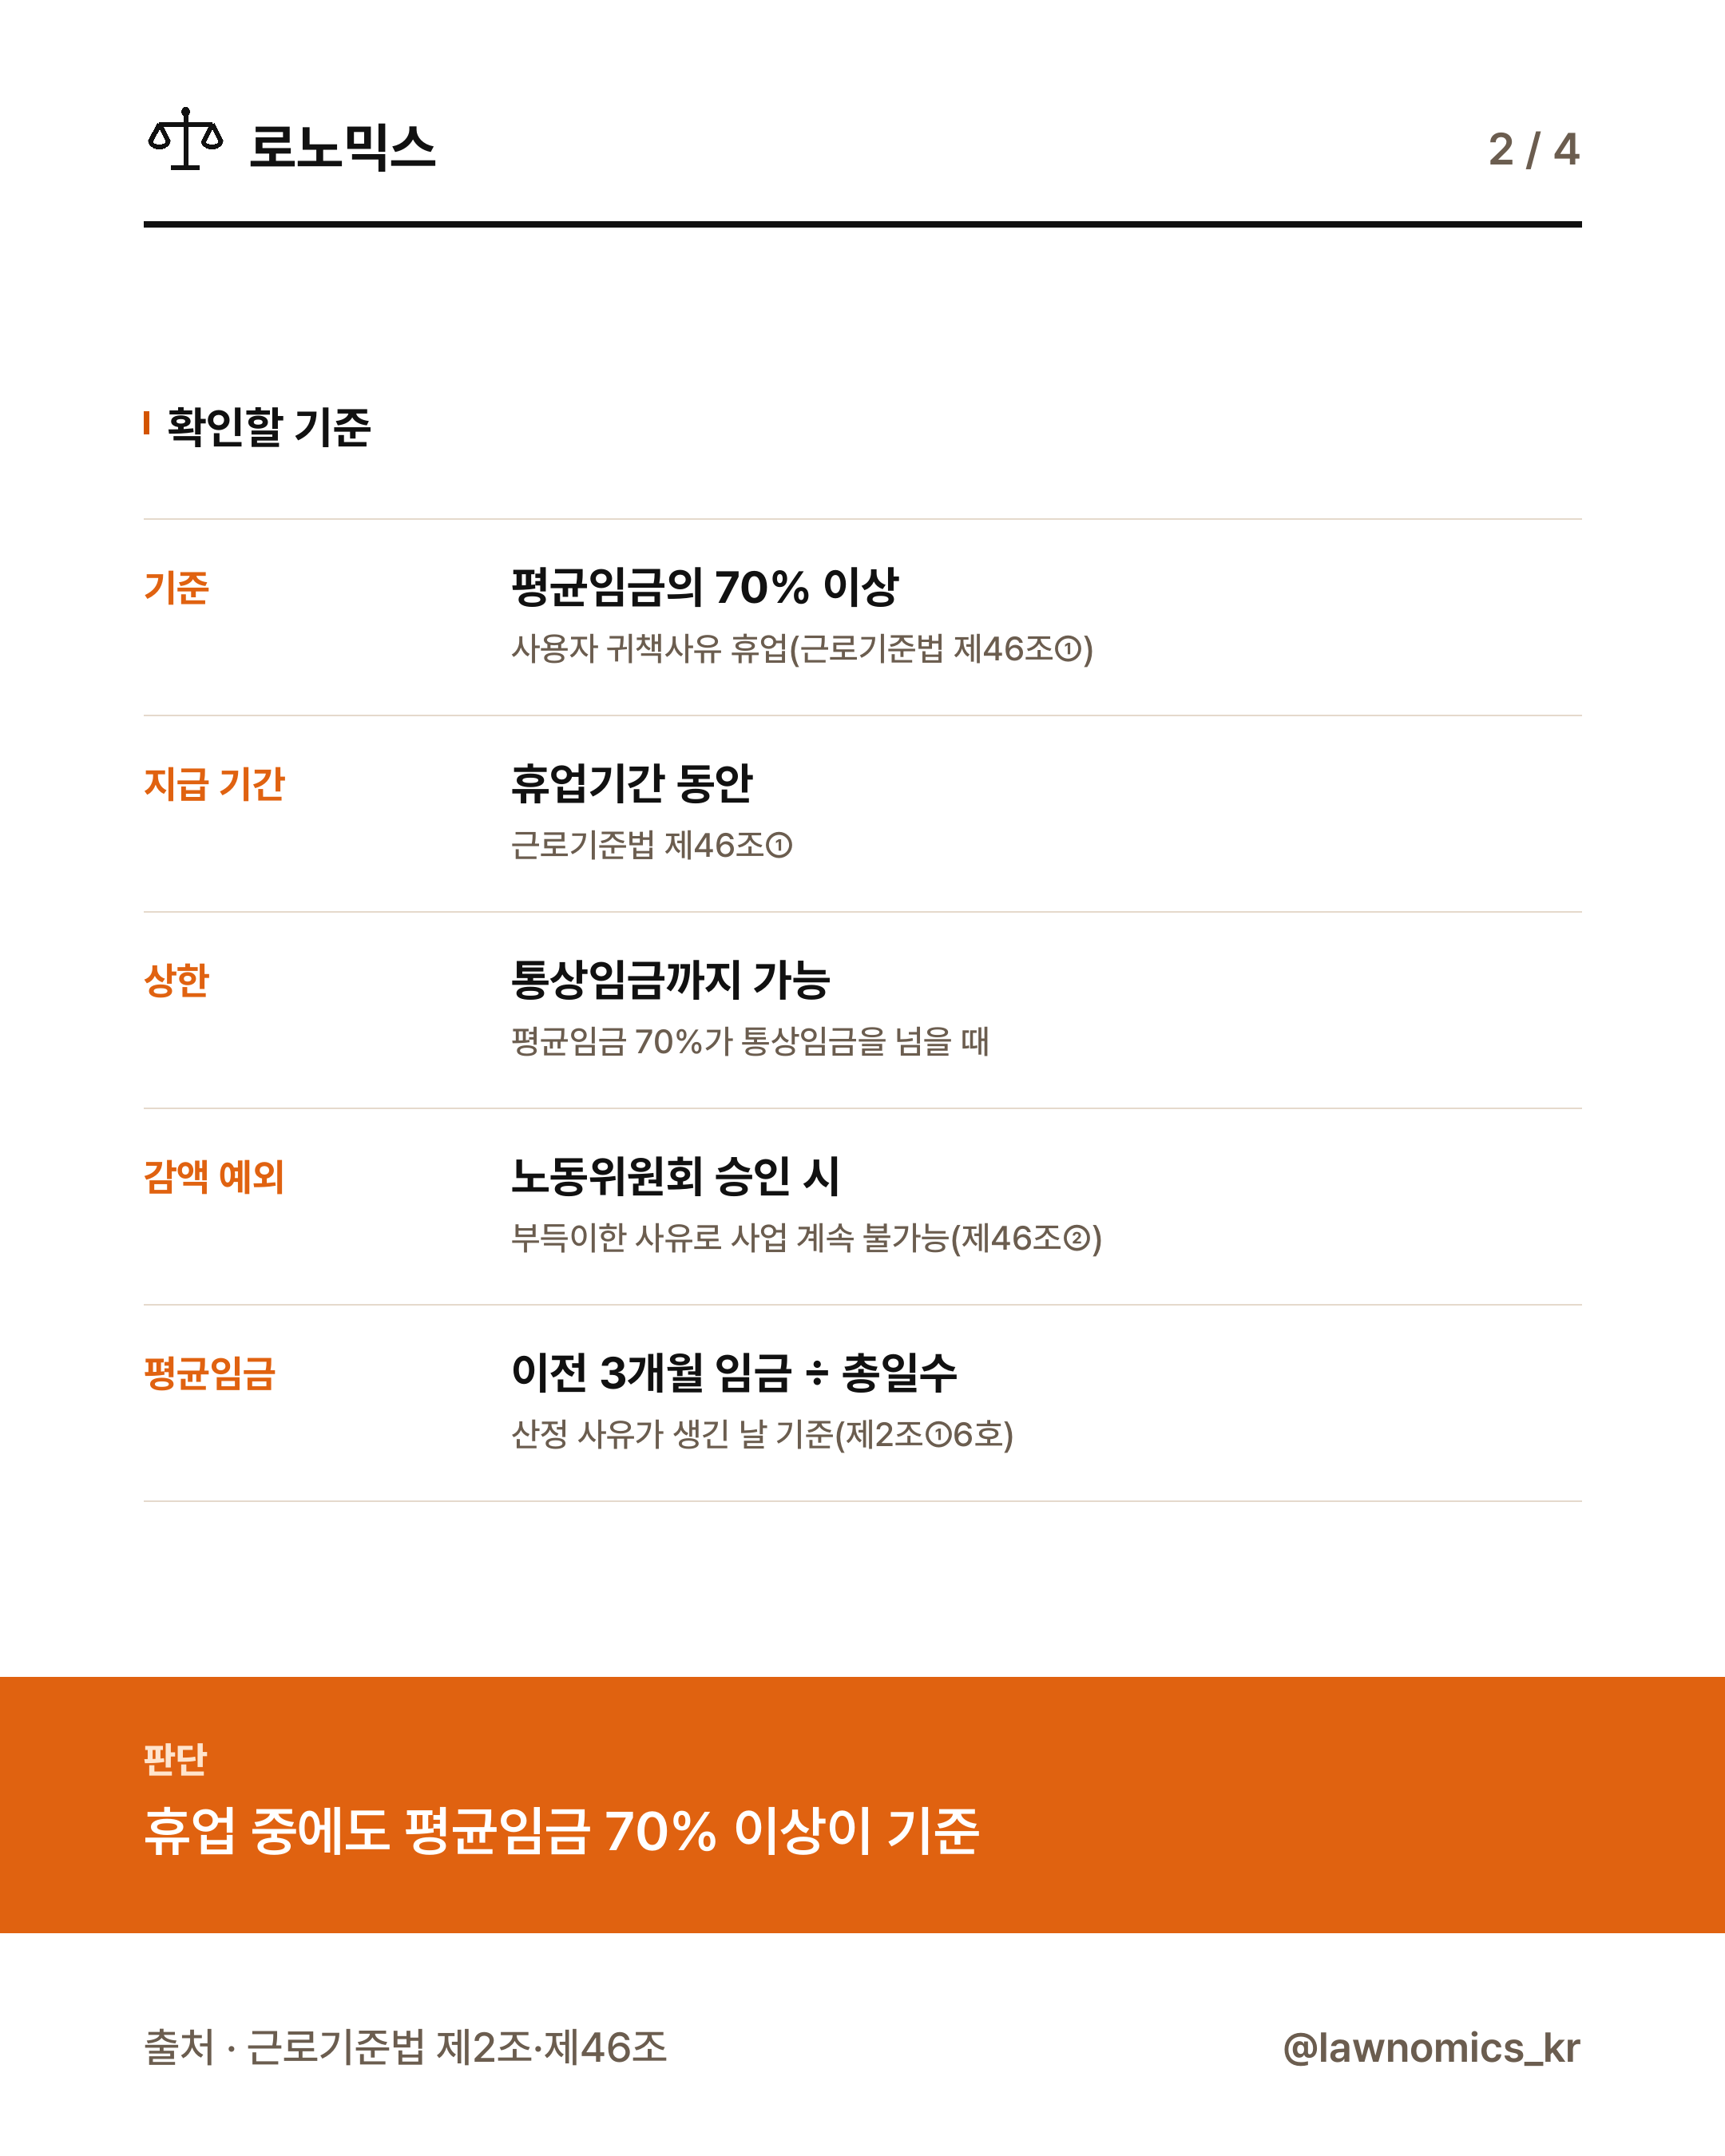 로노믹스
2 / 4
확인할 기준
기준
평균임금의 70% 이상
사용자 귀책사유 휴업(근로기준법 제46조①)
지급 기간
휴업기간 동안
근로기준법 제46조①
상한
통상임금까지 가능
평균임금 70%가 통상임금을 넘을 때
감액 예외
노동위원회 승인 시
부득이한 사유로 사업 계속 불가능(제46조②)
평균임금
이전 3개월 임금 ÷ 총일수
산정 사유가 생긴 날 기준(제2조①6호)
판단
휴업 중에도 평균임금 70% 이상이 기준
출처 · 근로기준법 제2조·제46조
@lawnomics_kr